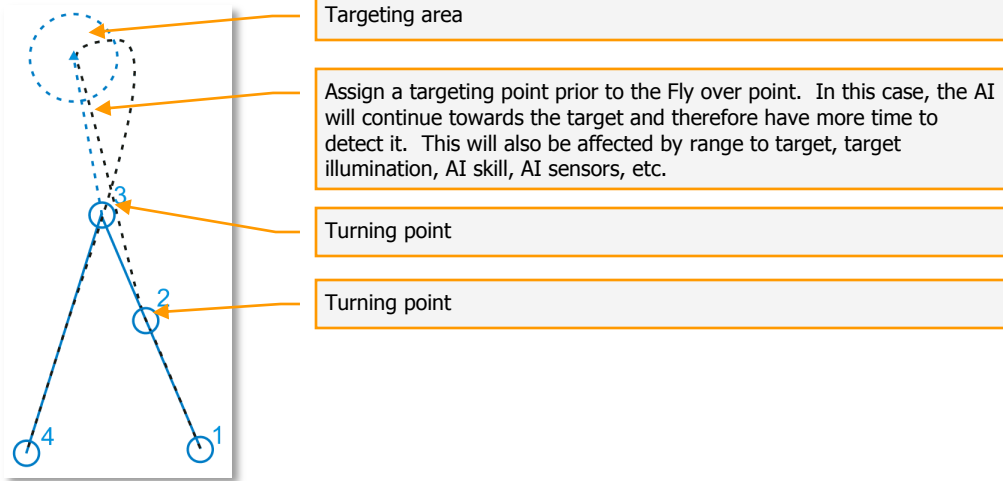 Targeting area
Assign a targeting point prior to the Fly over point. In this case, the AI
will continue towards the target and therefore have more time to
detect it. This will also be affected by range to target, target
illumination, AI skill, AI sensors, etc.
3
Turning point
2
Turning point
4
1